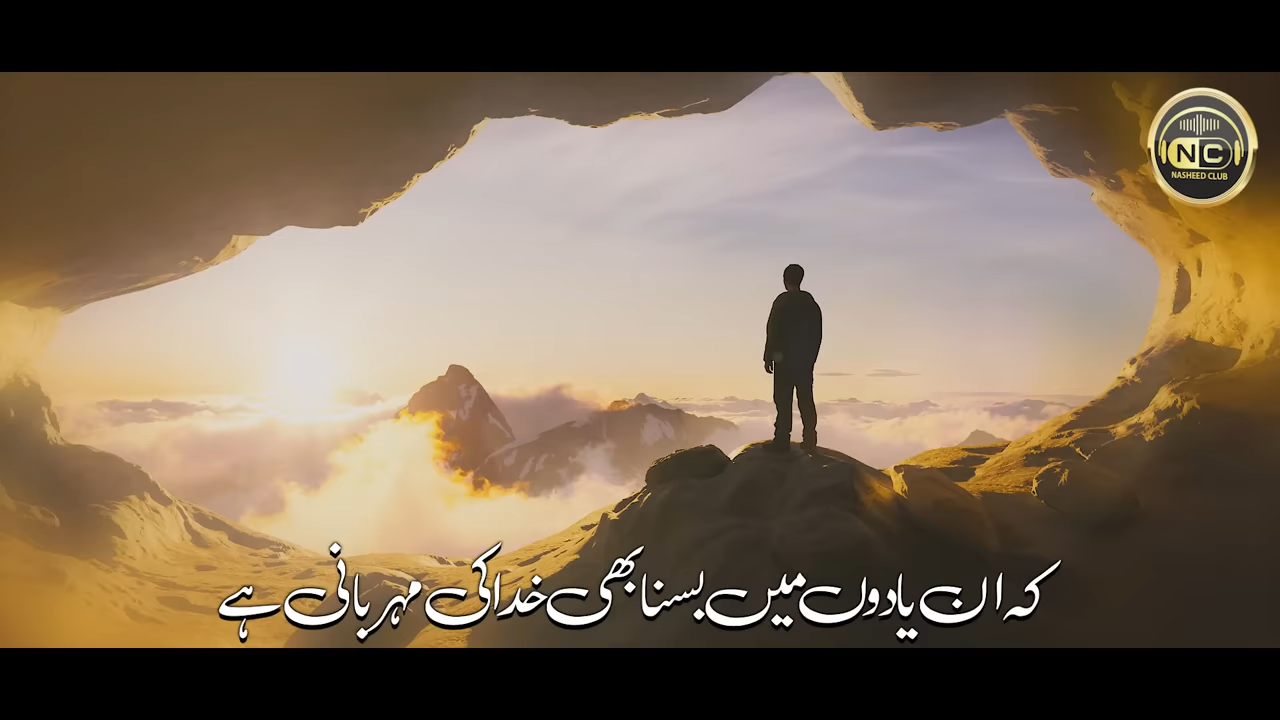 NC
NASHEED CLUB
کہ ان یادوں میں بسنا بھی خدا کی مہربانی ہے